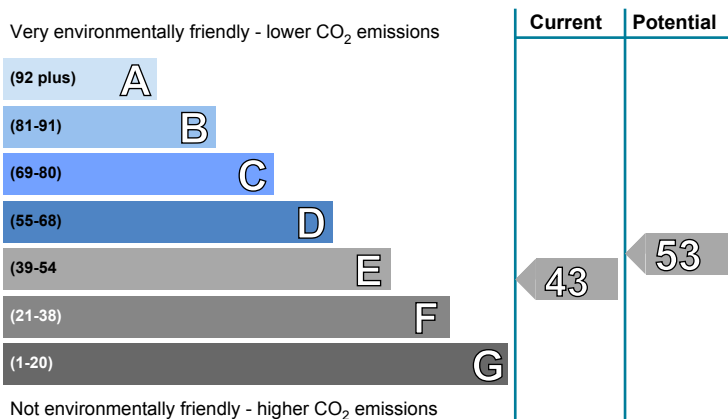 Current Potential
Very environmentally friendly - lower CO2 emissions
(92 plus) A
(81-91) B
(69-80) C
(55-68) D
(39-54 E
53
43
(21-38) F
(1-20) G
Not environmentally friendly - higher CO2 emissions